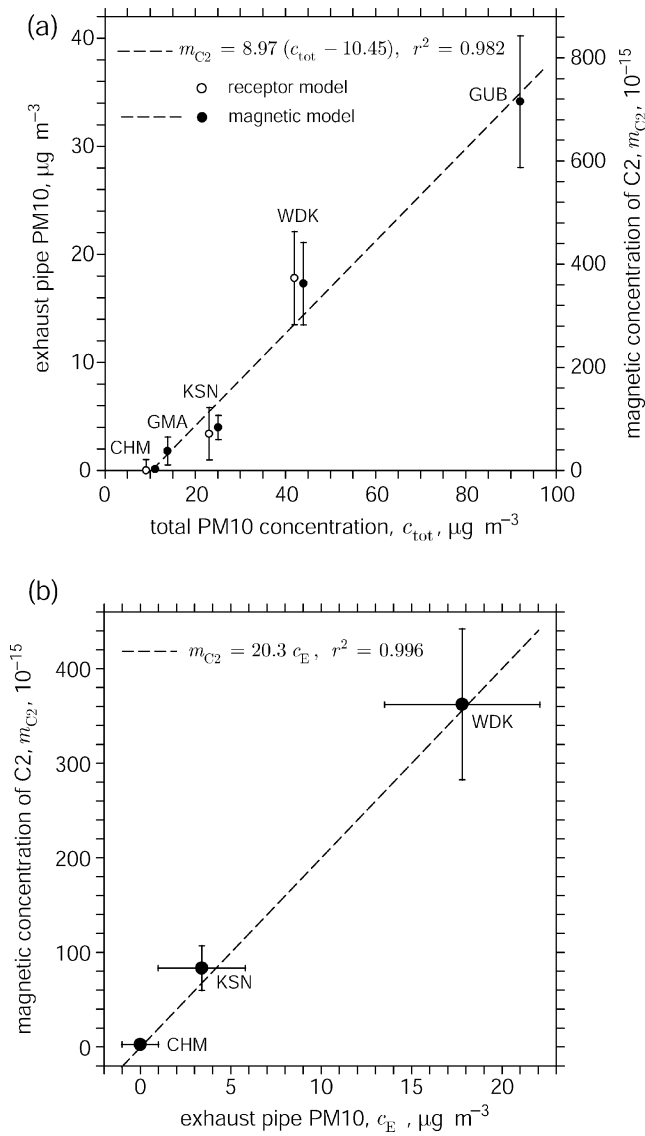 (a)
m_C2 = 8.97 (c_tot − 10.45), r² = 0.982
receptor model
magnetic model
40
30
20
10
0
exhaust pipe PM10, µg m⁻³
800
600
400
200
0
magnetic concentration of C2, m_C2, 10⁻¹⁵
GUB
WDK
KSN
GMA
CHM
0 20 40 60 80 100
total PM10 concentration, c_tot, µg m⁻³
(b)
m_C2 = 20.3 c_E, r² = 0.996
400
300
200
100
0
magnetic concentration of C2, m_C2, 10⁻¹⁵
WDK
KSN
CHM
0 5 10 15 20
exhaust pipe PM10, c_E, µg m⁻³